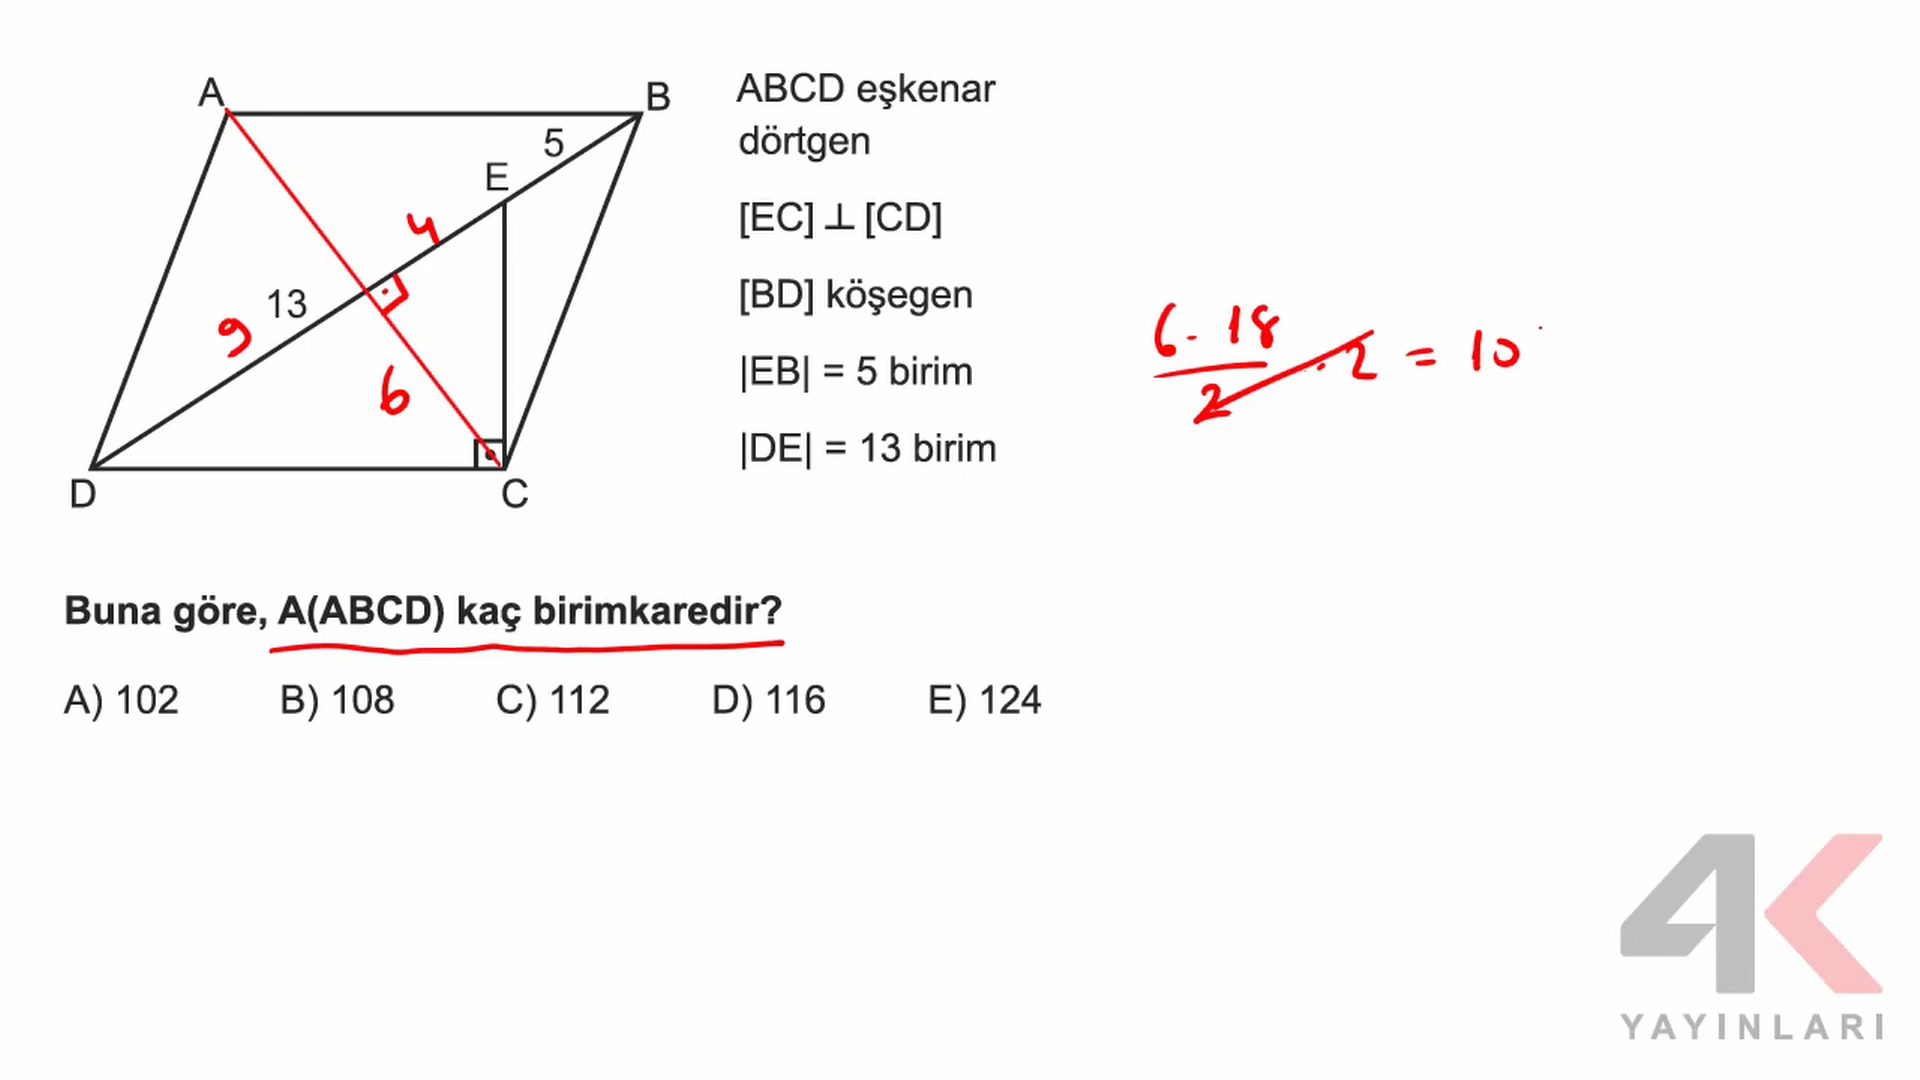 A
B
5
E
4
13
9
6
D
C
ABCD eşkenar
dörtgen
[EC] ⊥ [CD]
[BD] köşegen
|EB| = 5 birim
|DE| = 13 birim
6 · 18 / 2 · 2 = 10
Buna göre, A(ABCD) kaç birimkaredir?
A) 102 B) 108 C) 112 D) 116 E) 124
4K
YAYINLARI